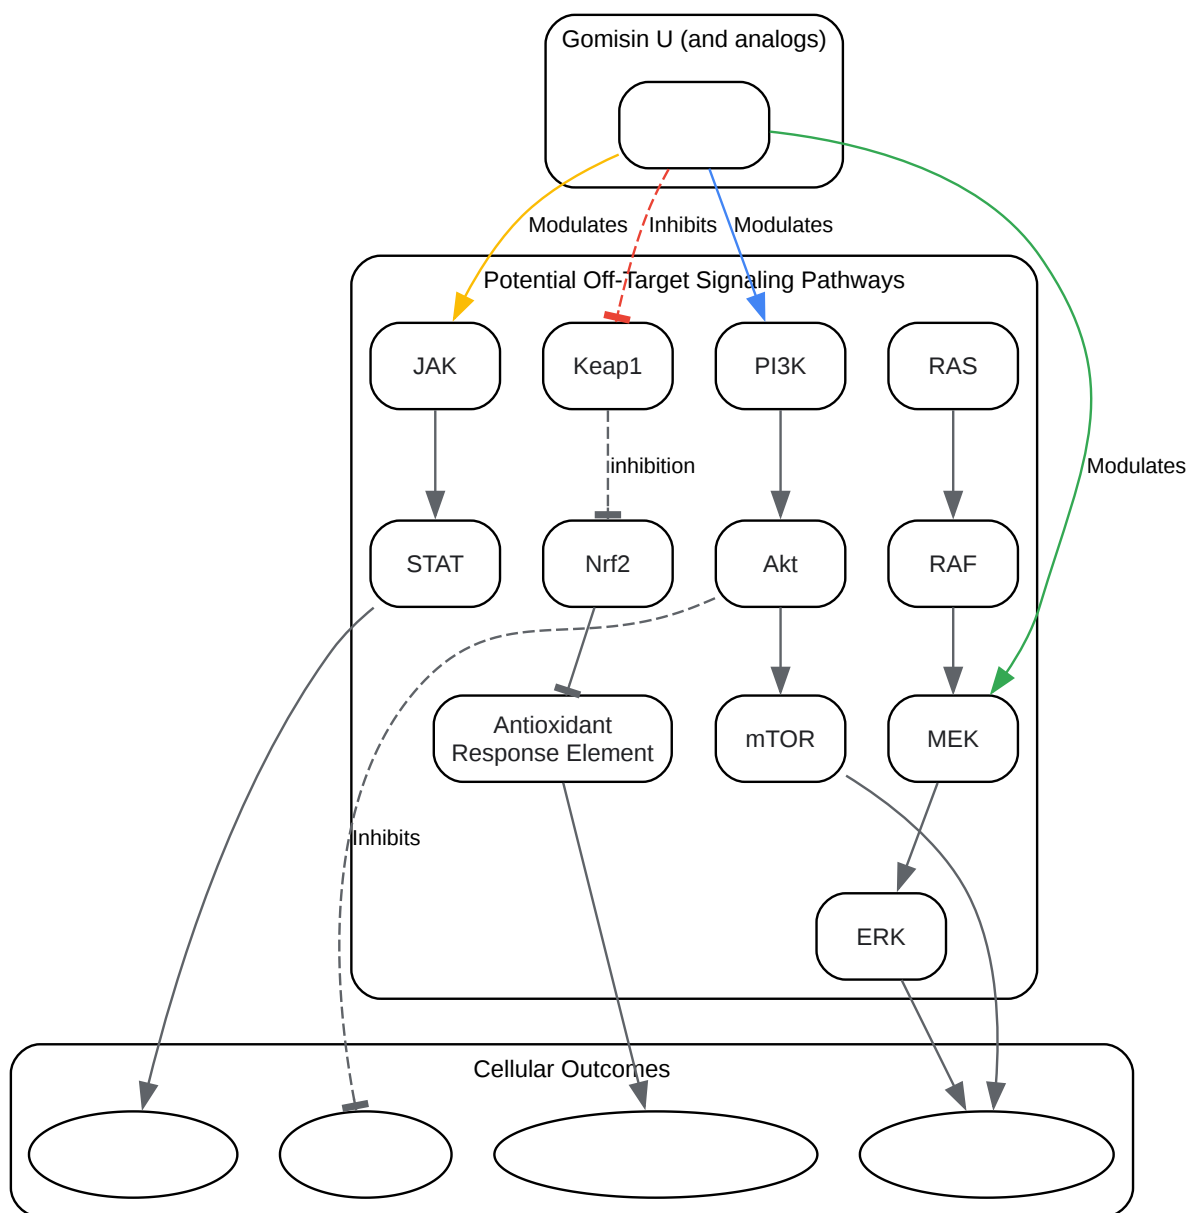 Gomisin U (and analogs)
Modulates
Inhibits
Modulates
Potential Off-Target Signaling Pathways
JAK
Keap1
PI3K
RAS
inhibition
Modulates
STAT
Nrf2
Akt
RAF
Antioxidant
Response Element
mTOR
MEK
Inhibits
ERK
Cellular Outcomes